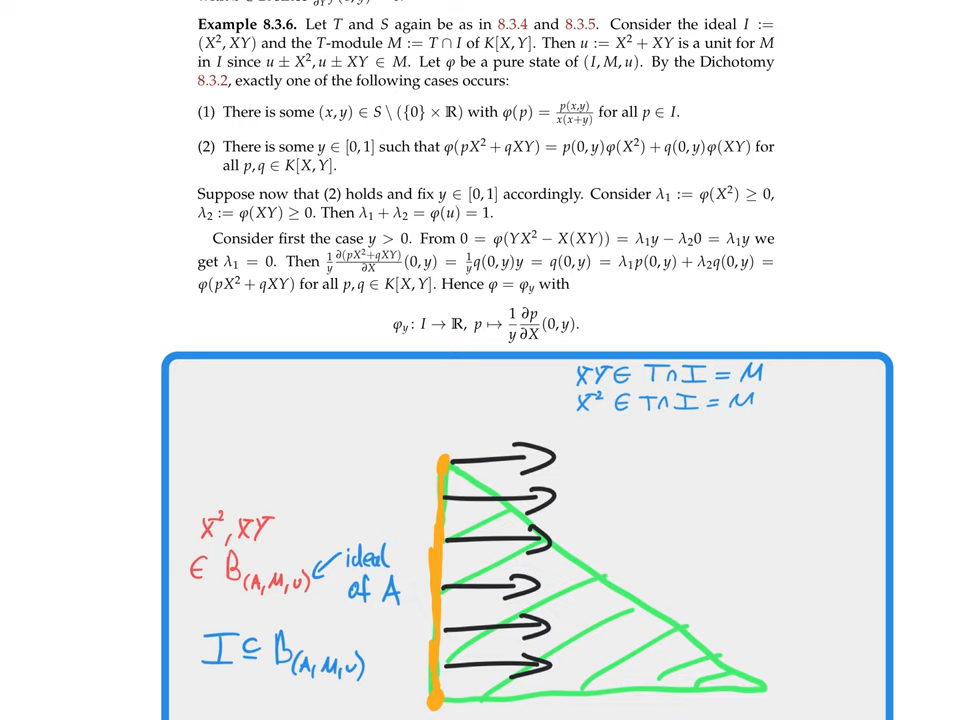 Example 8.3.6. Let T and S again be as in 8.3.4 and 8.3.5. Consider the ideal I :=
(X², XY) and the T-module M := T ∩ I of K[X, Y]. Then u := X² + XY is a unit for M
in I since u ± X², u ± XY ∈ M. Let φ be a pure state of (I, M, u). By the Dichotomy
8.3.2, exactly one of the following cases occurs:
(1) There is some (x, y) ∈ S \ ({0} × ℝ) with φ(p) = p(x,y)/x(x+y) for all p ∈ I.
(2) There is some y ∈ [0, 1] such that φ(pX² + qXY) = p(0, y)φ(X²) + q(0, y)φ(XY) for
all p, q ∈ K[X, Y].
Suppose now that (2) holds and fix y ∈ [0, 1] accordingly. Consider λ₁ := φ(X²) ≥ 0,
λ₂ := φ(XY) ≥ 0. Then λ₁ + λ₂ = φ(u) = 1.
Consider first the case y > 0. From 0 = φ(YX² − X(XY)) = λ₁y − λ₂0 = λ₁y we
get λ₁ = 0. Then 1/y ∂(pX²+qXY)/∂X (0, y) = 1/y q(0, y)y = q(0, y) = λ₁p(0, y) + λ₂q(0, y) =
φ(pX² + qXY) for all p, q ∈ K[X, Y]. Hence φ = φ_y with
φ_y : I → ℝ, p ↦ 1/y ∂p/∂X (0, y).
XY ∈ T∩I = M
X² ∈ T∩I = M
X², XY
∈ B_(A,M,u) ideal
of A
I ⊆ B_(A,M,u)